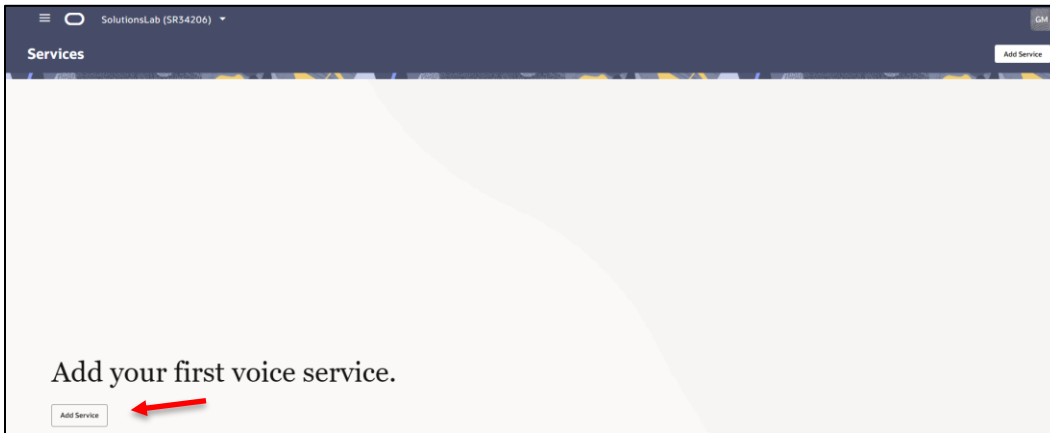 SolutionsLab (SR34206)
GM
Services
Add Service
Add your first voice service.
Add Service